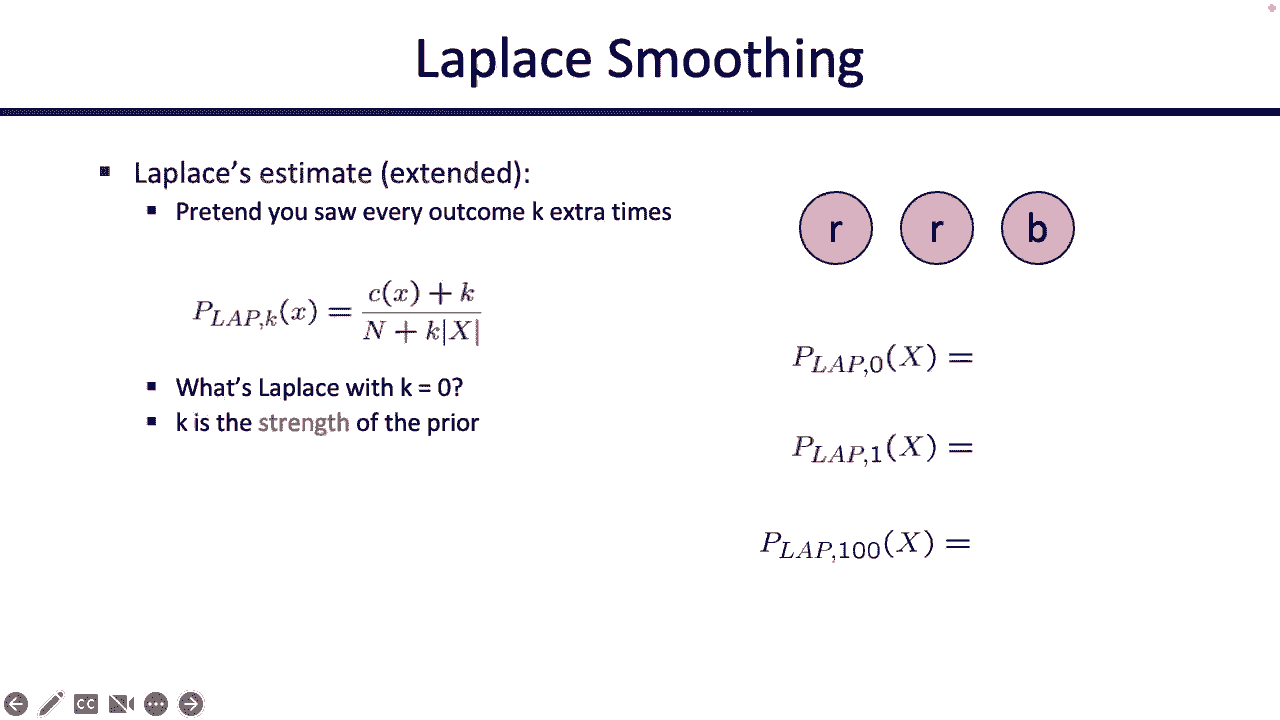 Laplace Smoothing
▪ Laplace’s estimate (extended):
▪ Pretend you saw every outcome k extra times
P_{LAP,k}(x) = \frac{c(x) + k}{N + k|X|}
▪ What’s Laplace with k = 0?
▪ k is the strength of the prior
r r b
P_{LAP,0}(X) =
P_{LAP,1}(X) =
P_{LAP,100}(X) =
CC